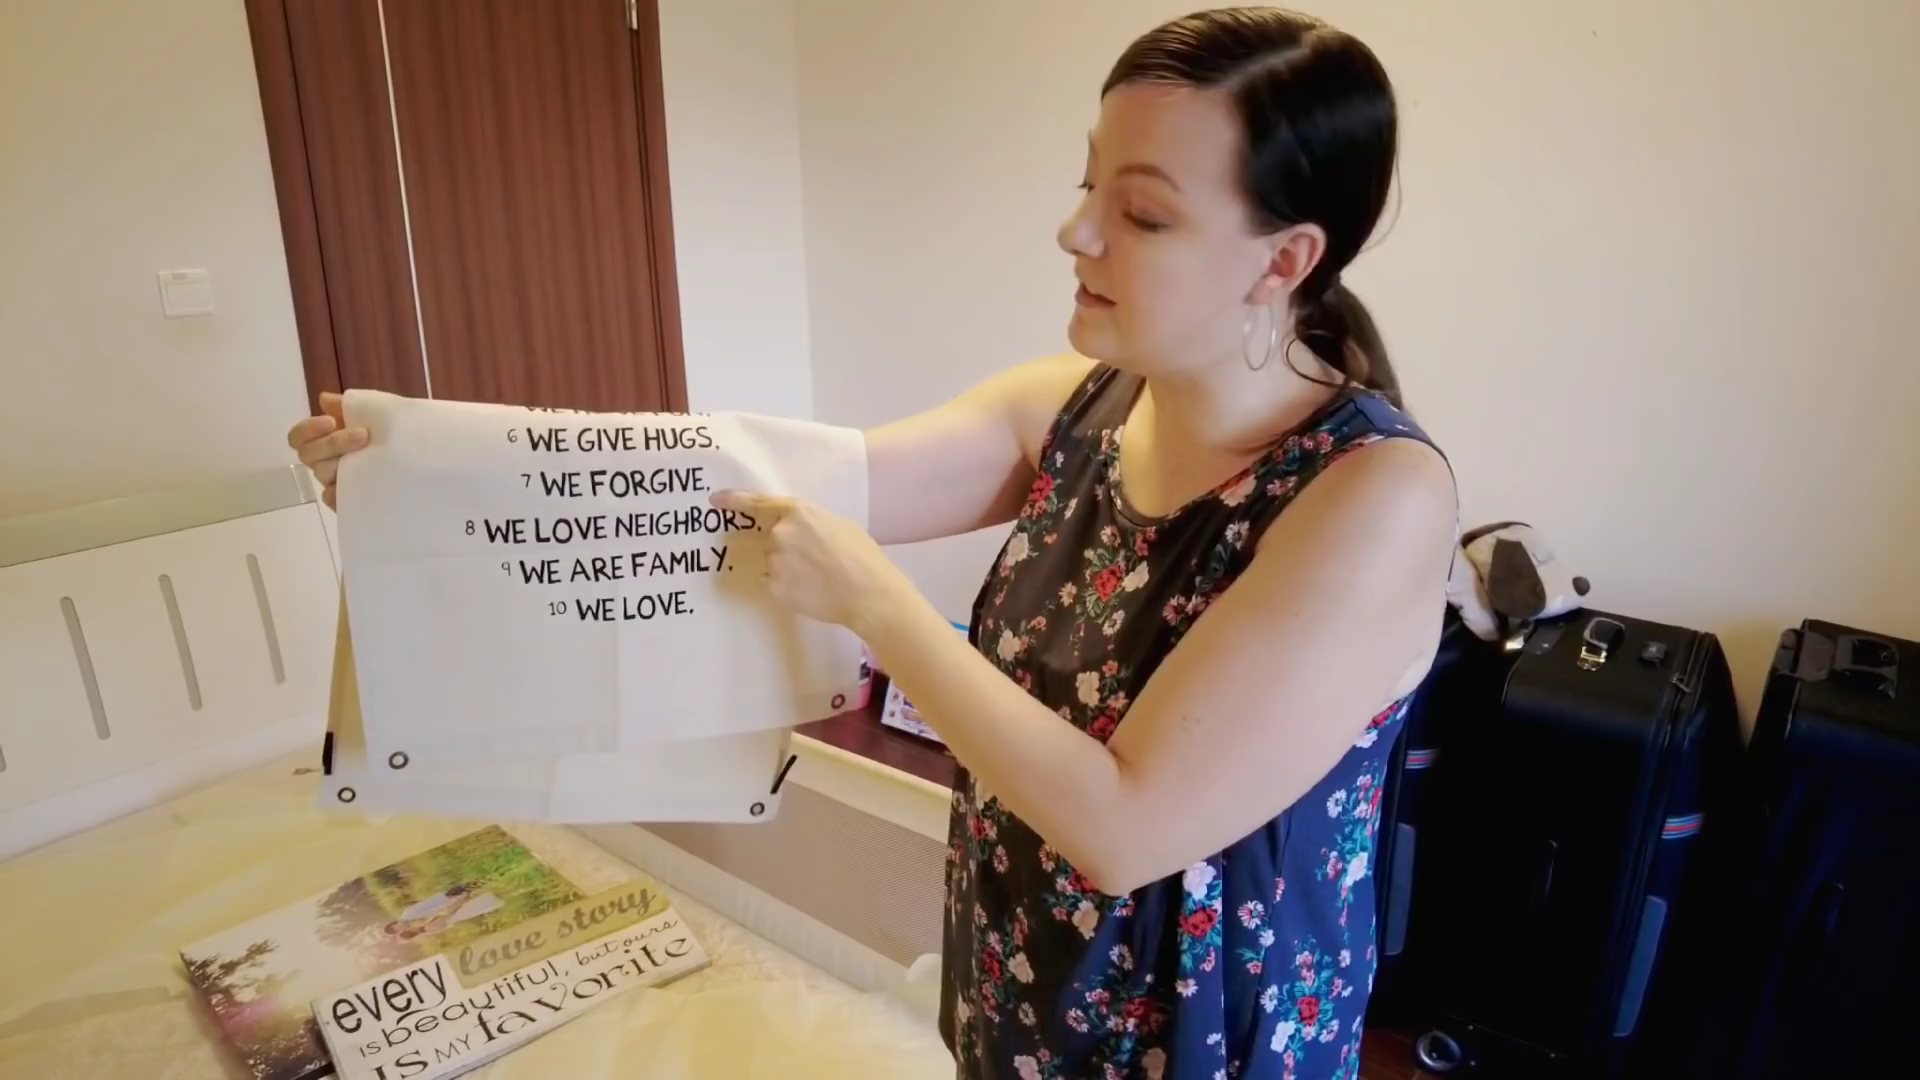 6 WE GIVE HUGS.
7 WE FORGIVE.
8 WE LOVE NEIGHBORS.
9 WE ARE FAMILY.
10 WE LOVE.
every love story
IS beautiful, but ours
IS MY favorite